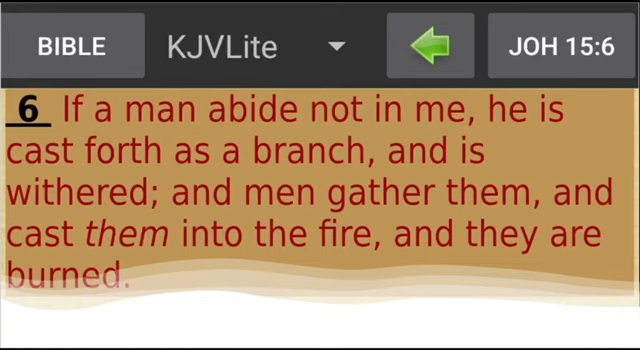 BIBLE KJVLite JOH 15:6
6 If a man abide not in me, he is
cast forth as a branch, and is
withered; and men gather them, and
cast them into the fire, and they are
burned.